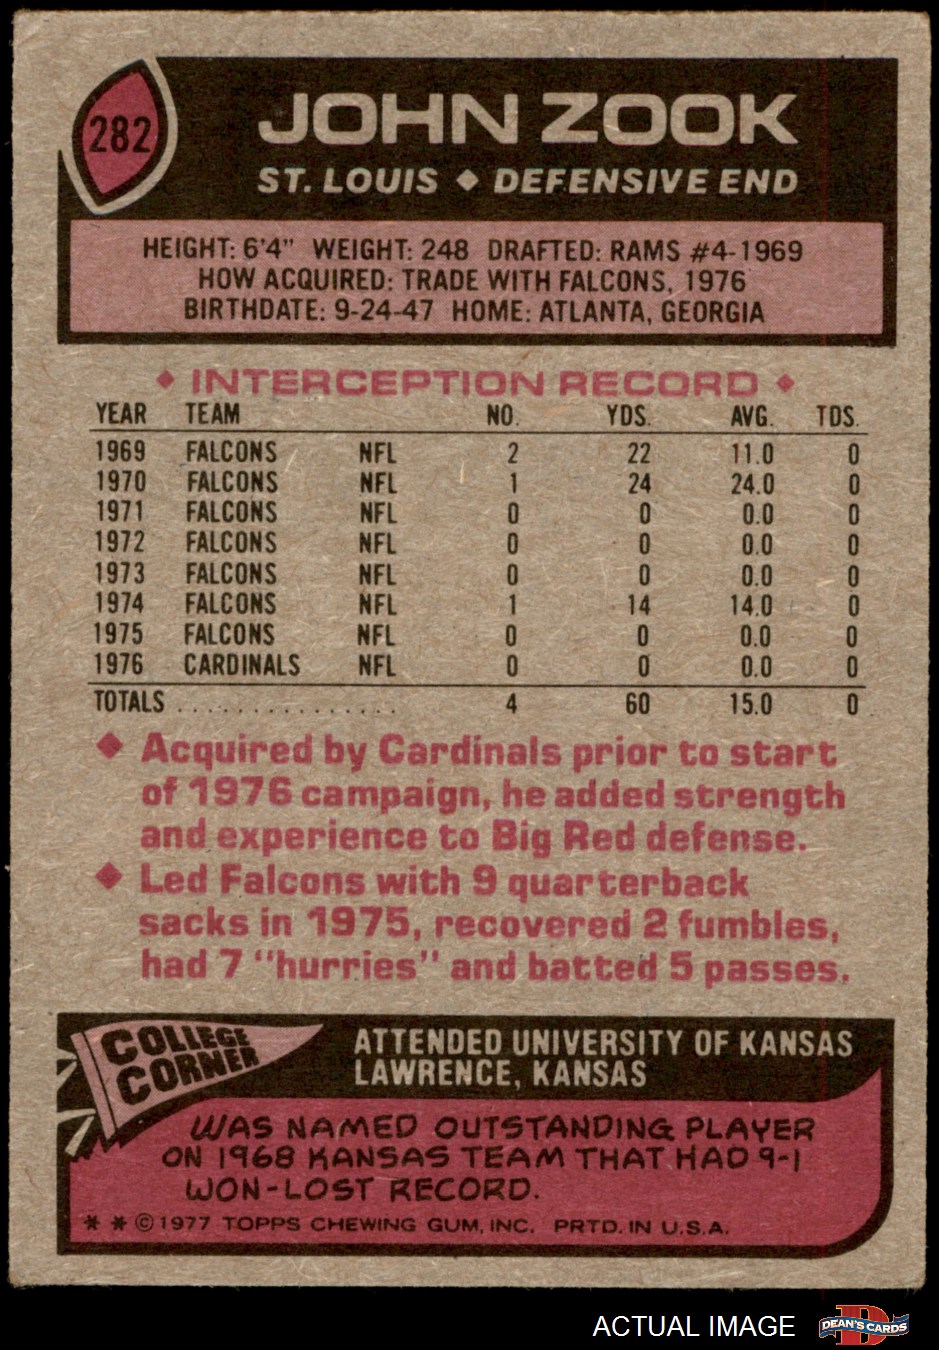 282
JOHN ZOOK
ST. LOUIS ◆ DEFENSIVE END
HEIGHT: 6'4" WEIGHT: 248 DRAFTED: RAMS #4-1969
HOW ACQUIRED: TRADE WITH FALCONS, 1976
BIRTHDATE: 9-24-47 HOME: ATLANTA, GEORGIA
◆ INTERCEPTION RECORD ◆
YEAR TEAM NO. YDS. AVG. TDS.
1969 FALCONS NFL 2 22 11.0 0
1970 FALCONS NFL 1 24 24.0 0
1971 FALCONS NFL 0 0 0.0 0
1972 FALCONS NFL 0 0 0.0 0
1973 FALCONS NFL 0 0 0.0 0
1974 FALCONS NFL 1 14 14.0 0
1975 FALCONS NFL 0 0 0.0 0
1976 CARDINALS NFL 0 0 0.0 0
TOTALS . . . . . . . . . . . . . . . 4 60 15.0 0
◆ Acquired by Cardinals prior to start
of 1976 campaign, he added strength
and experience to Big Red defense.
◆ Led Falcons with 9 quarterback
sacks in 1975, recovered 2 fumbles,
had 7 "hurries" and batted 5 passes.
COLLEGE
CORNER
ATTENDED UNIVERSITY OF KANSAS
LAWRENCE, KANSAS
WAS NAMED OUTSTANDING PLAYER
ON 1968 KANSAS TEAM THAT HAD 9-1
WON-LOST RECORD.
* * © 1977 TOPPS CHEWING GUM, INC. PRTD. IN U.S.A.
ACTUAL IMAGE
D
DEAN'S CARDS